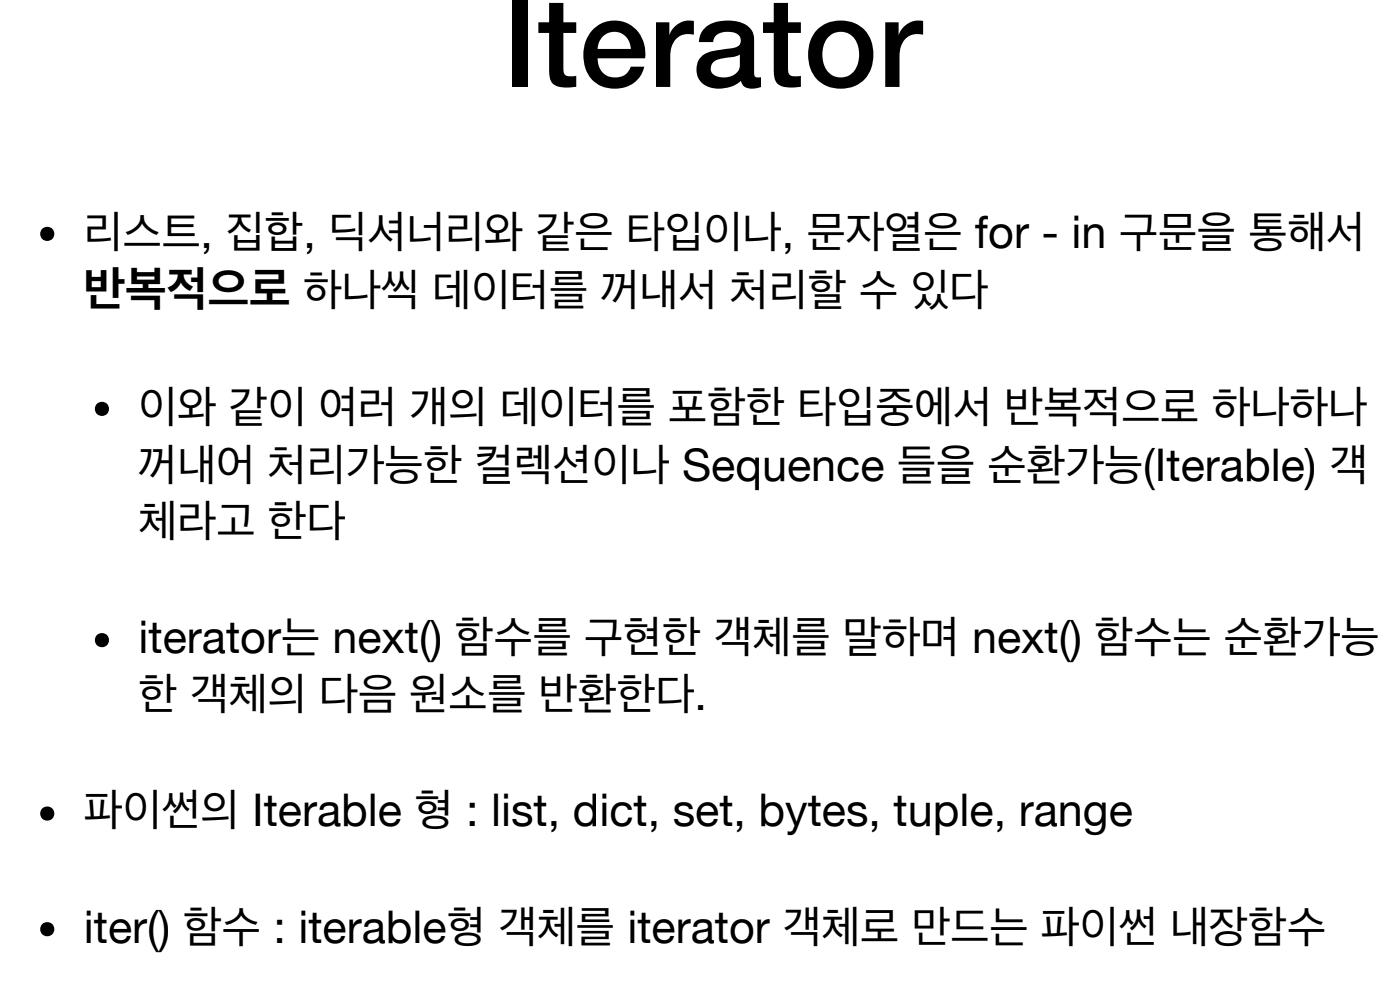 Iterator
• 리스트, 집합, 딕셔너리와 같은 타입이나, 문자열은 for - in 구문을 통해서
반복적으로 하나씩 데이터를 꺼내서 처리할 수 있다
• 이와 같이 여러 개의 데이터를 포함한 타입중에서 반복적으로 하나하나
꺼내어 처리가능한 컬렉션이나 Sequence 들을 순환가능(Iterable) 객
체라고 한다
• iterator는 next() 함수를 구현한 객체를 말하며 next() 함수는 순환가능
한 객체의 다음 원소를 반환한다.
• 파이썬의 Iterable 형 : list, dict, set, bytes, tuple, range
• iter() 함수 : iterable형 객체를 iterator 객체로 만드는 파이썬 내장함수